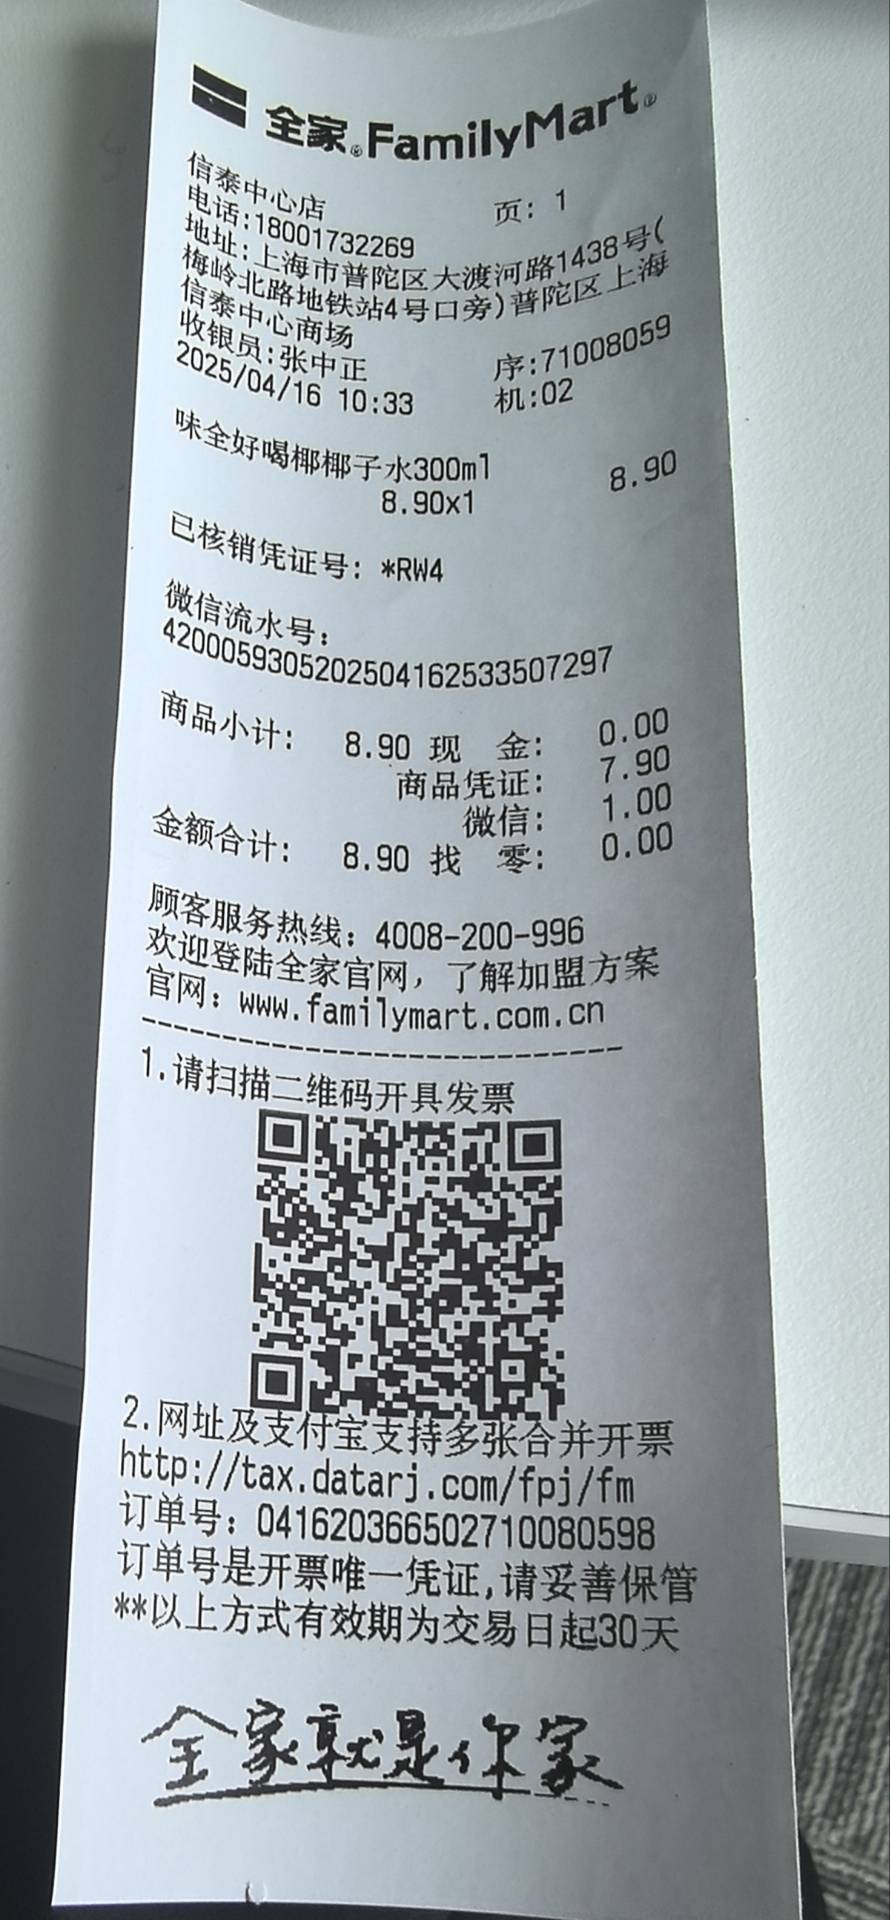 全家®FamilyMart®
信泰中心店 页: 1
电话:18001732269
地址:上海市普陀区大渡河路1438号(
梅岭北路地铁站4号口旁)普陀区上海
信泰中心商场
收银员:张中正 序:71008059
2025/04/16 10:33 机:02
味全好喝椰椰子水300ml 8.90
8.90x1
已核销凭证号: *RW4
微信流水号:
4200059305202504162533507297
商品小计: 8.90 现 金: 0.00
商品凭证: 7.90
微信: 1.00
金额合计: 8.90 找 零: 0.00
顾客服务热线: 4008-200-996
欢迎登陆全家官网, 了解加盟方案
官网: www.familymart.com.cn
1.请扫描二维码开具发票
2.网址及支付宝支持多张合并开票
http://tax.datarj.com/fpj/fm
订单号: 041620366502710080598
订单号是开票唯一凭证,请妥善保管
**以上方式有效期为交易日起30天
全家就是你家